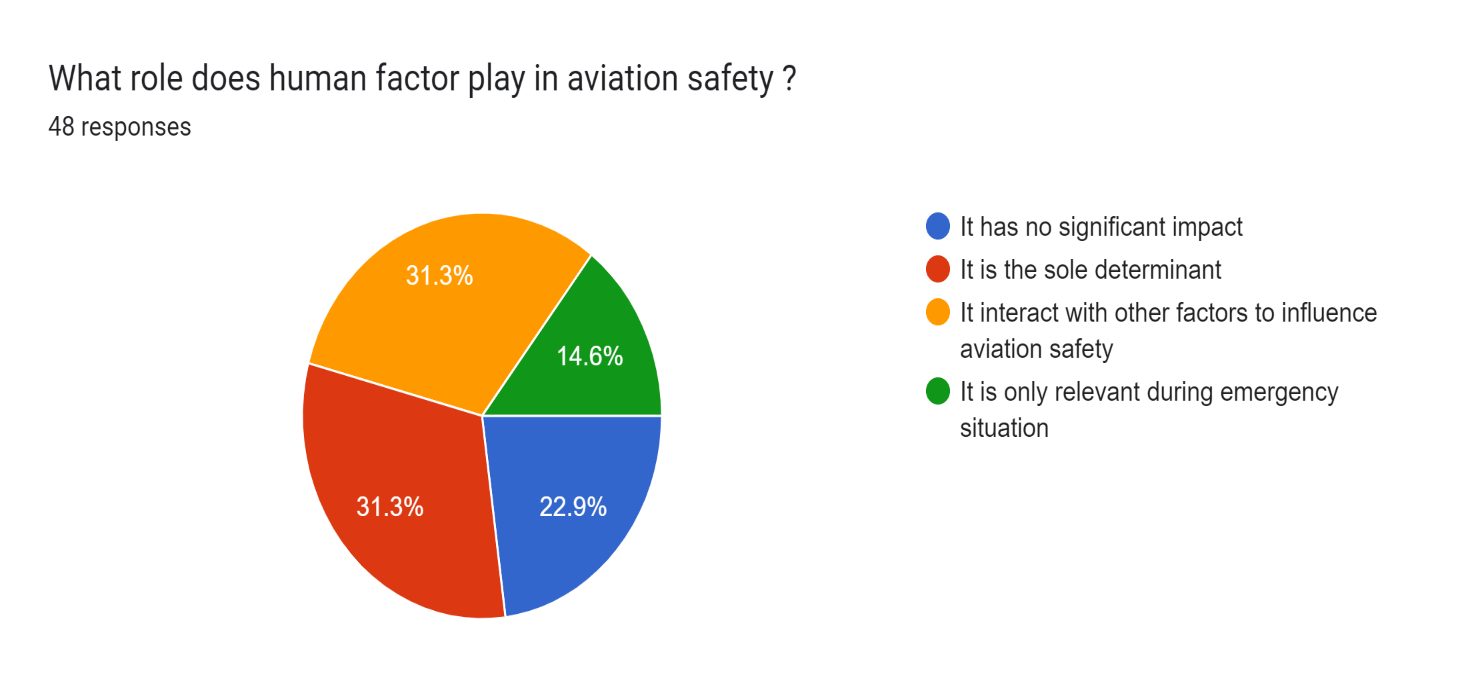 What role does human factor play in aviation safety ?
48 responses
31.3%
14.6%
31.3%
22.9%
It has no significant impact
It is the sole determinant
It interact with other factors to influence
aviation safety
It is only relevant during emergency
situation